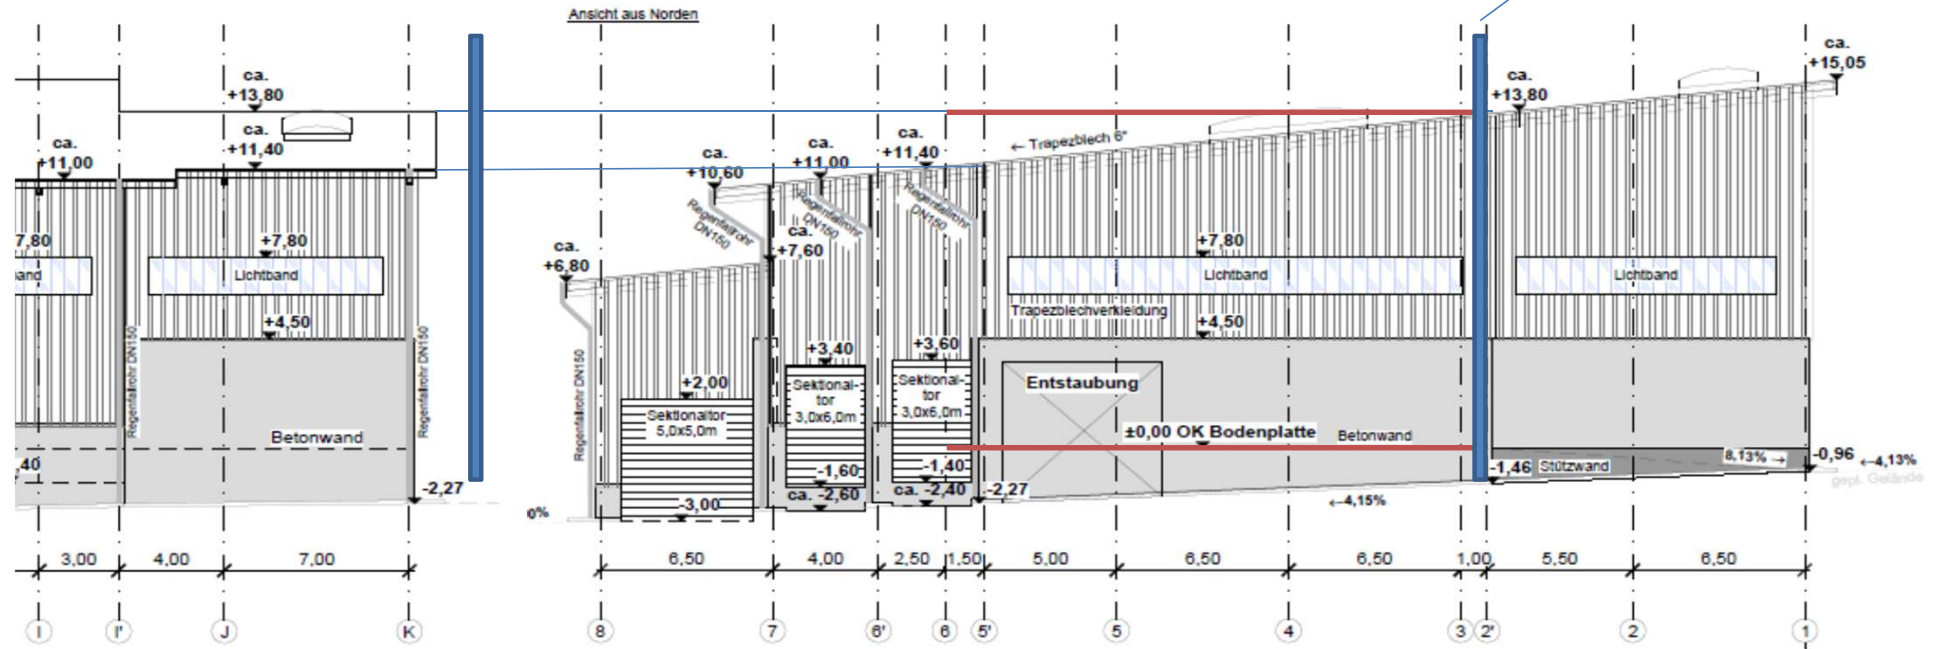 Ansicht aus Norden
ca.
+13,80
ca.
+11,40
ca.
+11,00
7,80
+7,80
Lichtband
+4,50
Regenfallrohr DN150
Regenfallrohr DN150
Betonwand
,40
-2,27
3,00
4,00
7,00
I
I'
J
K
ca.
+15,05
ca.
+13,80
← Trapezblech 6°
ca.
+11,40
ca.
+11,00
ca.
+10,60
Regenfallrohr
DN150
Regenfallrohr
DN150
Regenfallrohr
DN150
ca.
+7,60
ca.
+6,80
+7,80
Lichtband
Lichtband
Trapezblechverkleidung
+4,50
+3,60
+3,40
+2,00
Regenfallrohr DN150
Sektionaltor
5,0x5,0m
Sektional-
tor
3,0x6,0m
Sektional-
tor
3,0x6,0m
Entstaubung
±0,00 OK Bodenplatte
Betonwand
-1,60
-1,40
ca. -2,60
ca. -2,40
-2,27
-3,00
0%
-1,46
Stützwand
8,13% →
-0,96
←4,13%
gepl. Gelände
←4,15%
6,50
4,00
2,50
1,50
5,00
6,50
6,50
1,00
5,50
6,50
8
7
6'
6
5'
5
4
3
2'
2
1